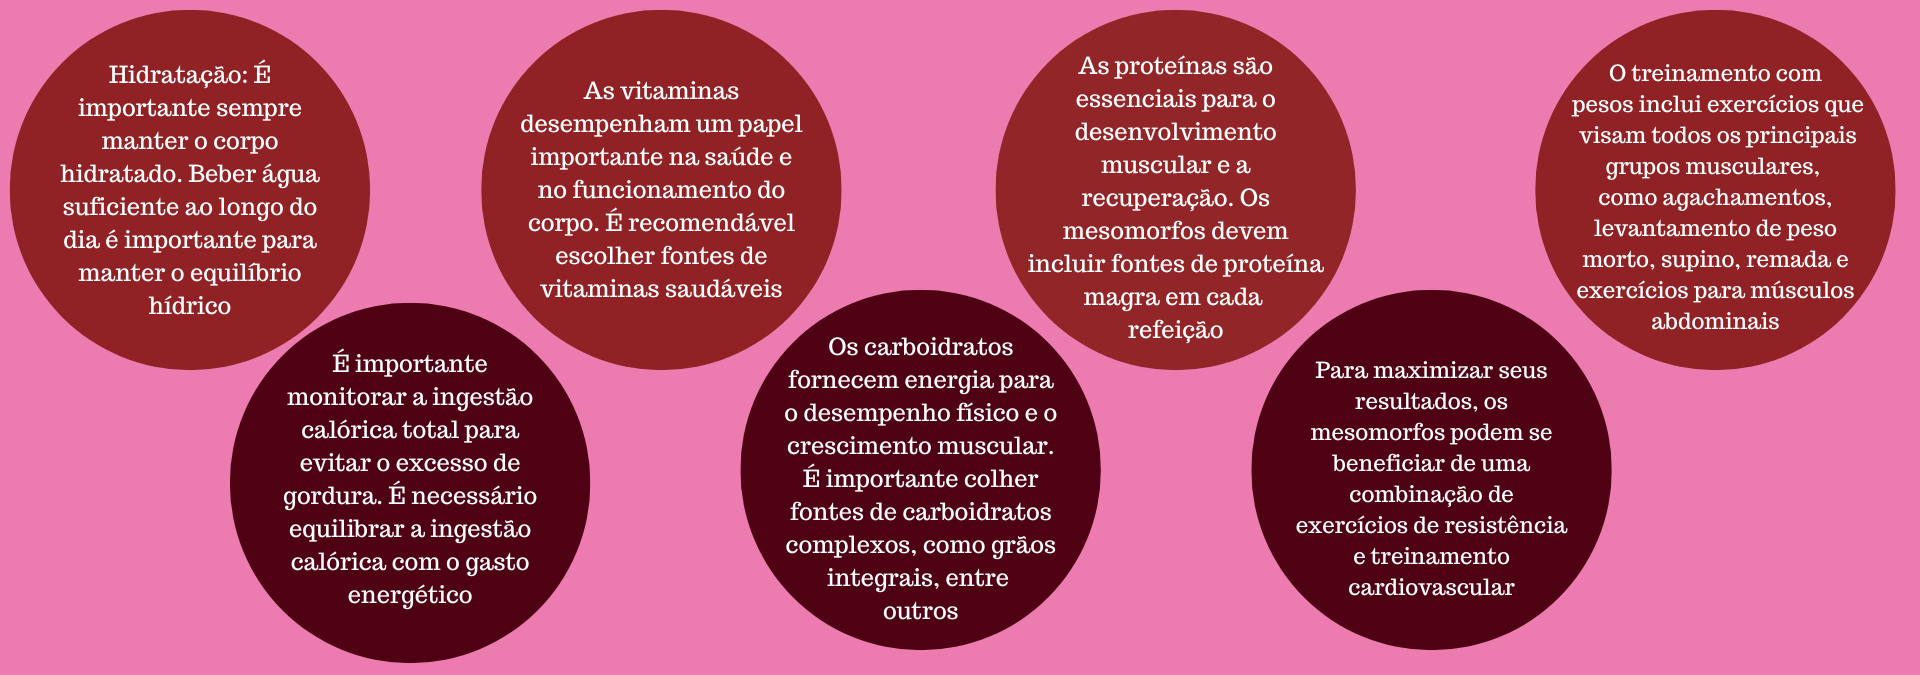 Hidratação: É
importante sempre
manter o corpo
hidratado. Beber água
suficiente ao longo do
dia é importante para
manter o equilíbrio
hídrico
É importante
monitorar a ingestão
calórica total para
evitar o excesso de
gordura. É necessário
equilibrar a ingestão
calórica com o gasto
energético
As vitaminas
desempenham um papel
importante na saúde e
no funcionamento do
corpo. É recomendável
escolher fontes de
vitaminas saudáveis
Os carboidratos
fornecem energia para
o desempenho físico e o
crescimento muscular.
É importante colher
fontes de carboidratos
complexos, como grãos
integrais, entre
outros
As proteínas são
essenciais para o
desenvolvimento
muscular e a
recuperação. Os
mesomorfos devem
incluir fontes de proteína
magra em cada
refeição
Para maximizar seus
resultados, os
mesomorfos podem se
beneficiar de uma
combinação de
exercícios de resistência
e treinamento
cardiovascular
O treinamento com
pesos inclui exercícios que
visam todos os principais
grupos musculares,
como agachamentos,
levantamento de peso
morto, supino, remada e
exercícios para músculos
abdominais